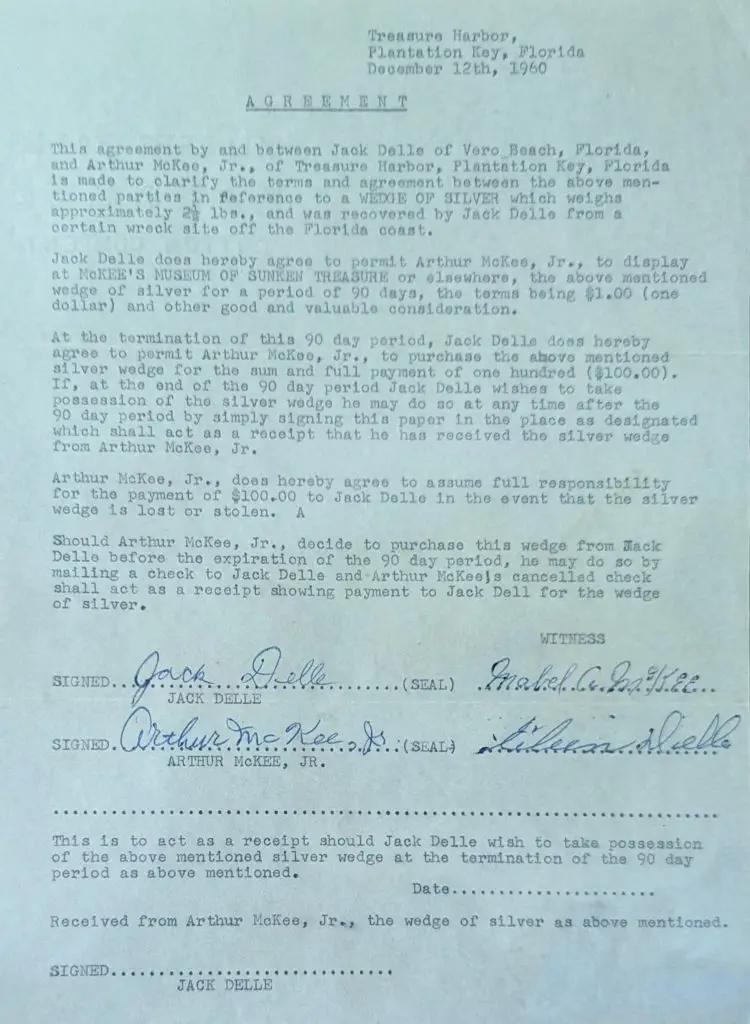 Treasure Harbor,
Plantation Key, Florida
December 12th, 1960
AGREEMENT
This agreement by and between Jack Delle of Vero Beach, Florida,
and Arthur McKee, Jr., of Treasure Harbor, Plantation Key, Florida
is made to clarify the terms and agreement between the above men-
tioned parties in Reference to a WEDGE OF SILVER which weighs
approximately 2½ lbs., and was recovered by Jack Delle from a
certain wreck site off the Florida coast.
Jack Delle does hereby agree to permit Arthur McKee, Jr., to display
at McKEE'S MUSEUM OF SUNKEN TREASURE or elsewhere, the above mentioned
wedge of silver for a period of 90 days, the terms being $1.00 (one
dollar) and other good and valuable consideration.
At the termination of this 90 day period, Jack Delle does hereby
agree to permit Arthur McKee, Jr., to purchase the above mentioned
silver wedge for the sum and full payment of one hundred ($100.00).
If, at the end of the 90 day period Jack Delle wishes to take
possession of the silver wedge he may do so at any time after the
90 day period by simply signing this paper in the place as designated
which shall act as a receipt that he has received the silver wedge
from Arthur McKee, Jr.
Arthur McKee, Jr., does hereby agree to assume full responsibility
for the payment of $100.00 to Jack Delle in the event that the silver
wedge is lost or stolen. A
Should Arthur McKee, Jr., decide to purchase this wedge from Jack
Delle before the expiration of the 90 day period, he may do so by
mailing a check to Jack Delle and Arthur McKee's cancelled check
shall act as a receipt showing payment to Jack Dell for the wedge
of silver.
WITNESS
SIGNED..Jack Delle..........(SEAL) Mabel A. McKee..
JACK DELLE
SIGNED.Arthur McKee, Jr.(SEAL) Eileen Delle
ARTHUR McKEE, JR.
This is to act as a receipt should Jack Delle wish to take possession
of the above mentioned silver wedge at the termination of the 90 day
period as above mentioned.
Date......................
Received from Arthur McKee, Jr., the wedge of silver as above mentioned.
SIGNED..............................
JACK DELLE